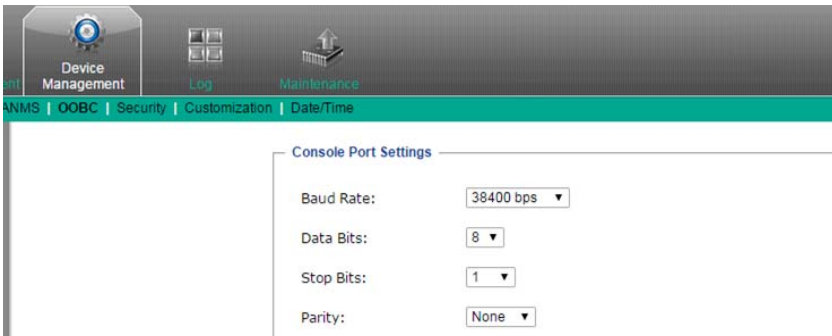 Device
Management
Log
Maintenance
ANMS | OOBC | Security | Customization | Date/Time
Console Port Settings
Baud Rate: 38400 bps
Data Bits: 8
Stop Bits: 1
Parity: None